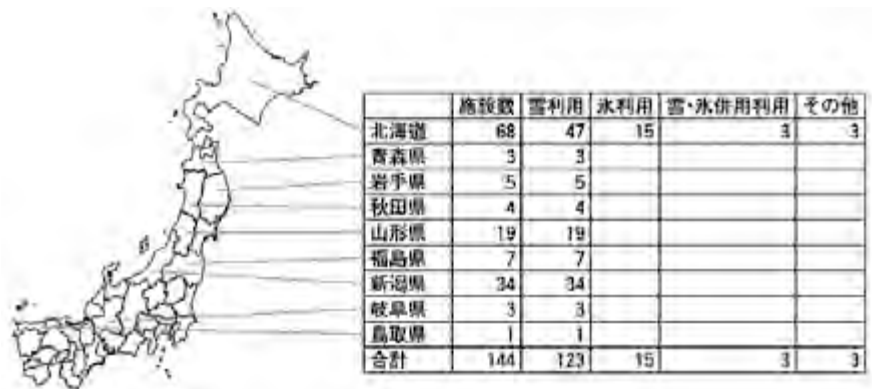 施設数 雪利用 氷利用 雪・氷併用利用 その他
北海道 68 47 15 3 3
青森県 3 3
岩手県 5 5
秋田県 4 4
山形県 19 19
福島県 7 7
新潟県 34 34
岐阜県 3 3
鳥取県 1 1
合計 144 123 15 3 3